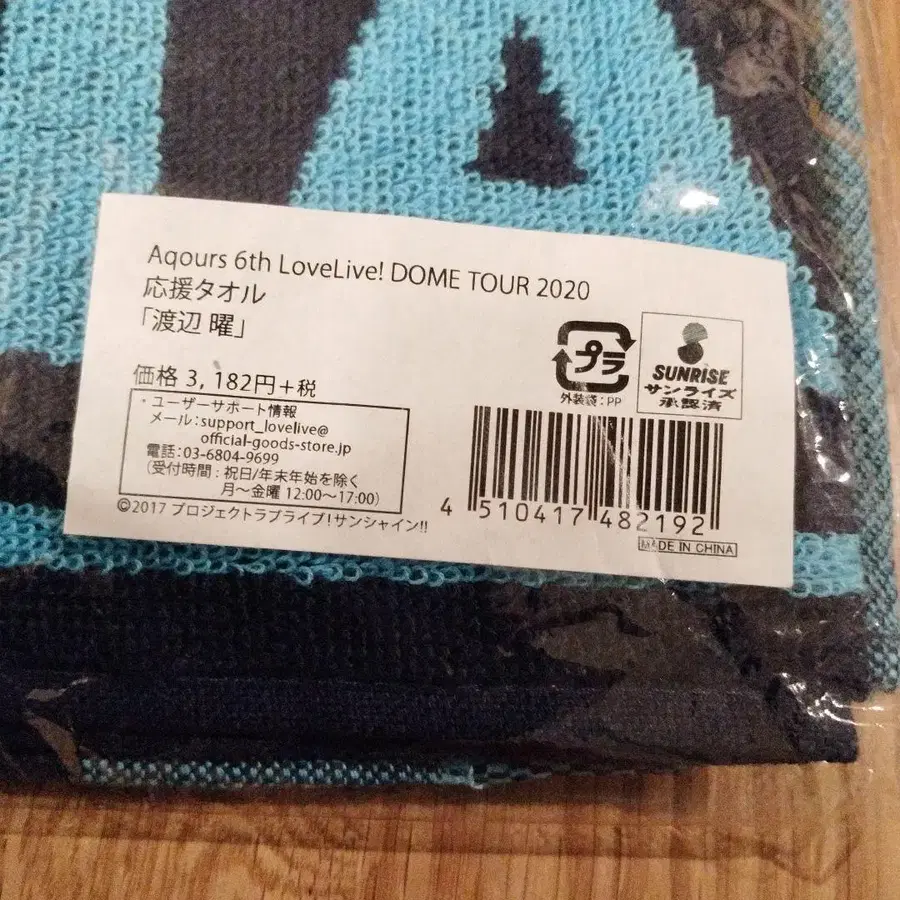 Aqours 6th LoveLive! DOME TOUR 2020
応援タオル
「渡辺 曜」
価格 3,182円+税
・ユーザーサポート情報
メール:support_lovelive@
official-goods-store.jp
電話:03-6804-9699
(受付時間:祝日/年末年始を除く
月～金曜 12:00～17:00)
©2017 プロジェクトラブライブ!サンシャイン!!
プラ
外装袋:PP
SUNRISE
サンライズ
承認済
4 510417 482192
MADE IN CHINA
A